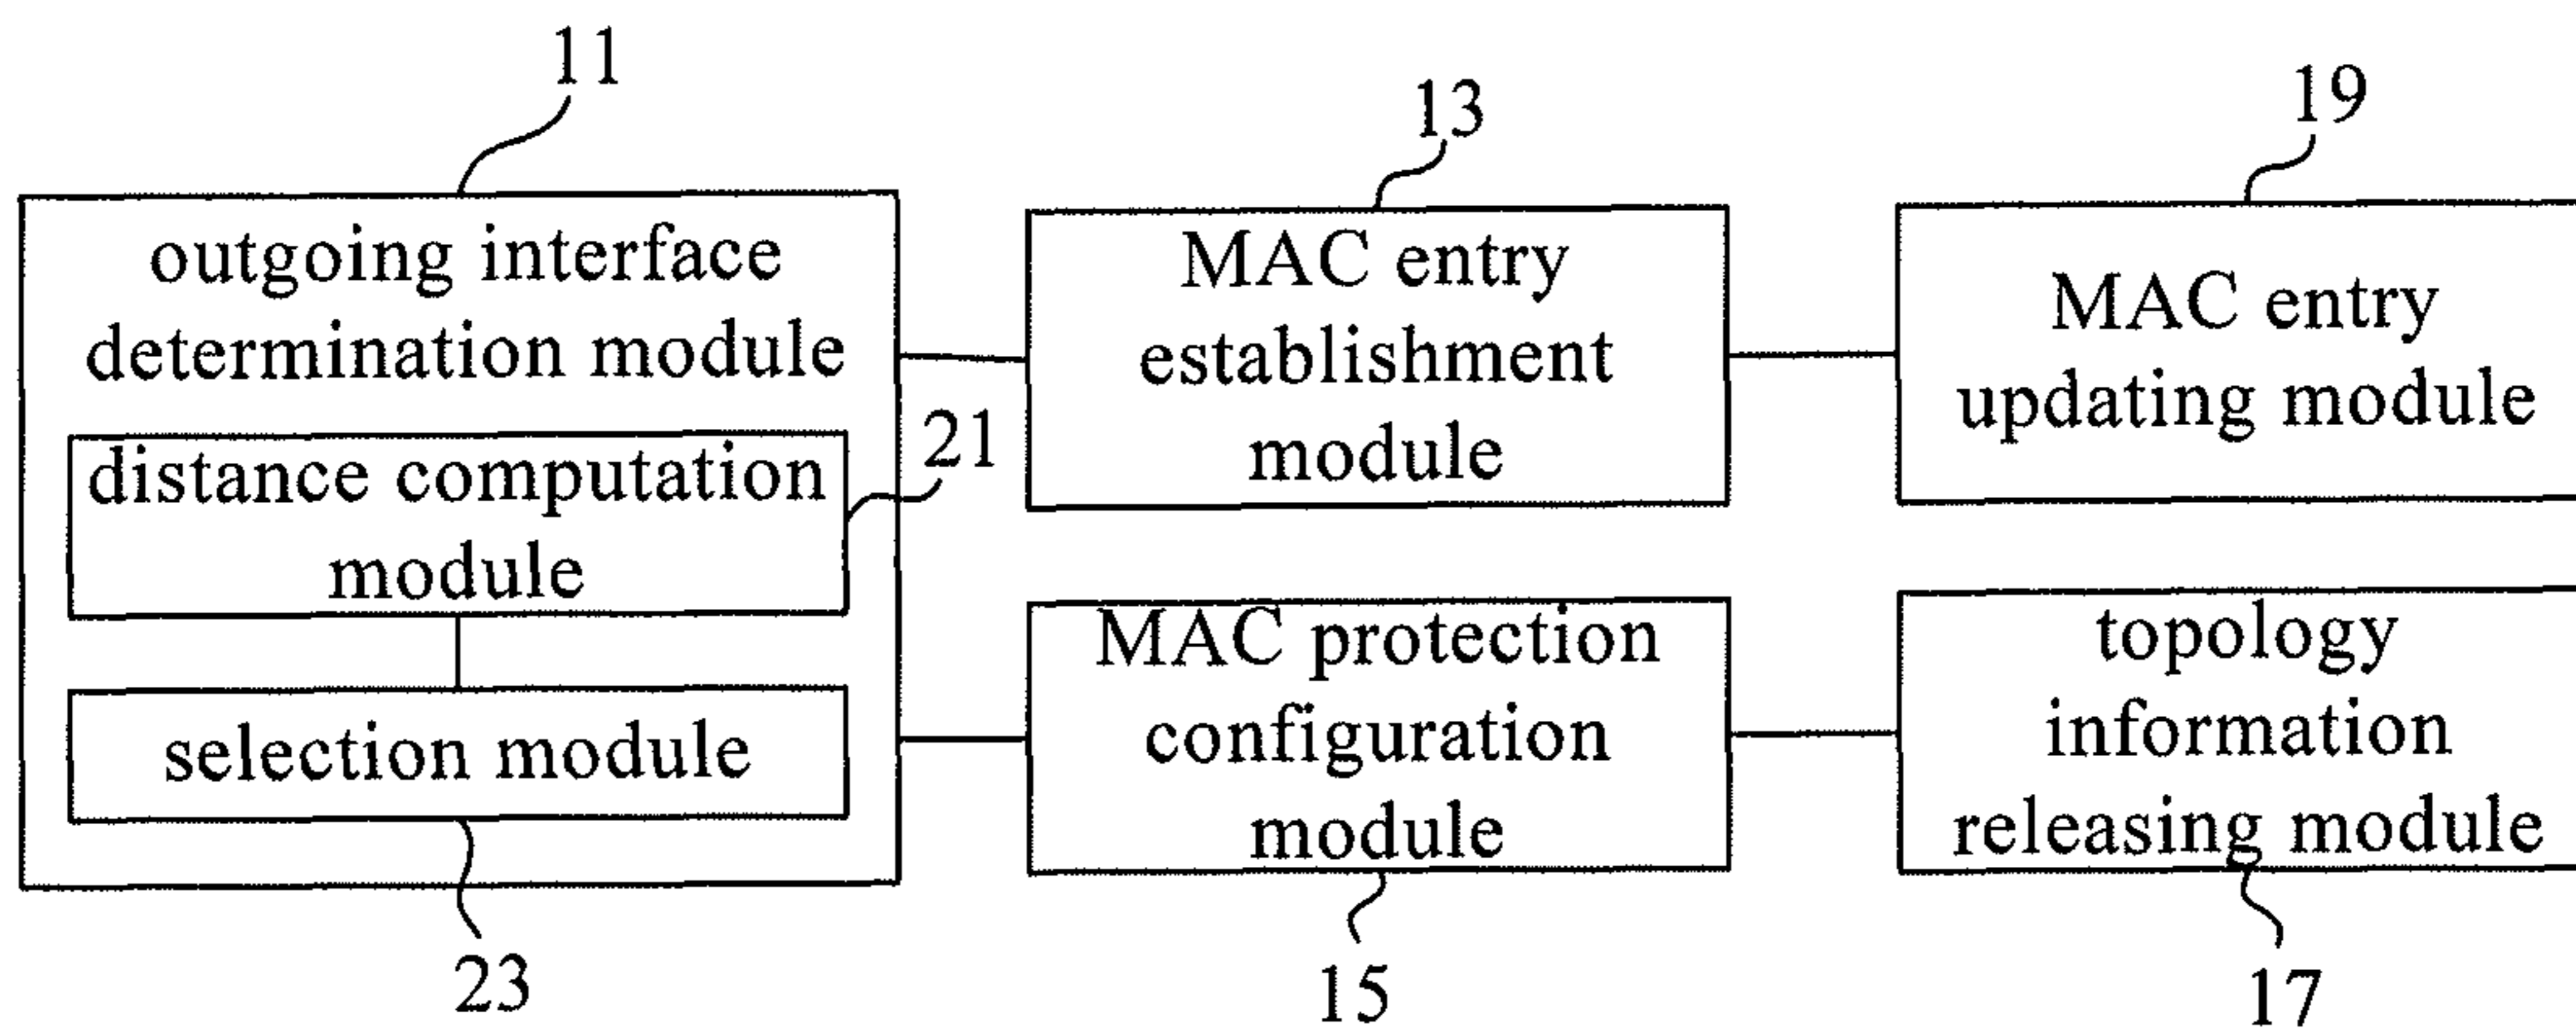 11
13
19
outgoing interface
determination module
21
distance computation
module
selection module
23
MAC entry
establishment
module
MAC entry
updating module
MAC protection
configuration
module
15
topology
information
releasing module
17